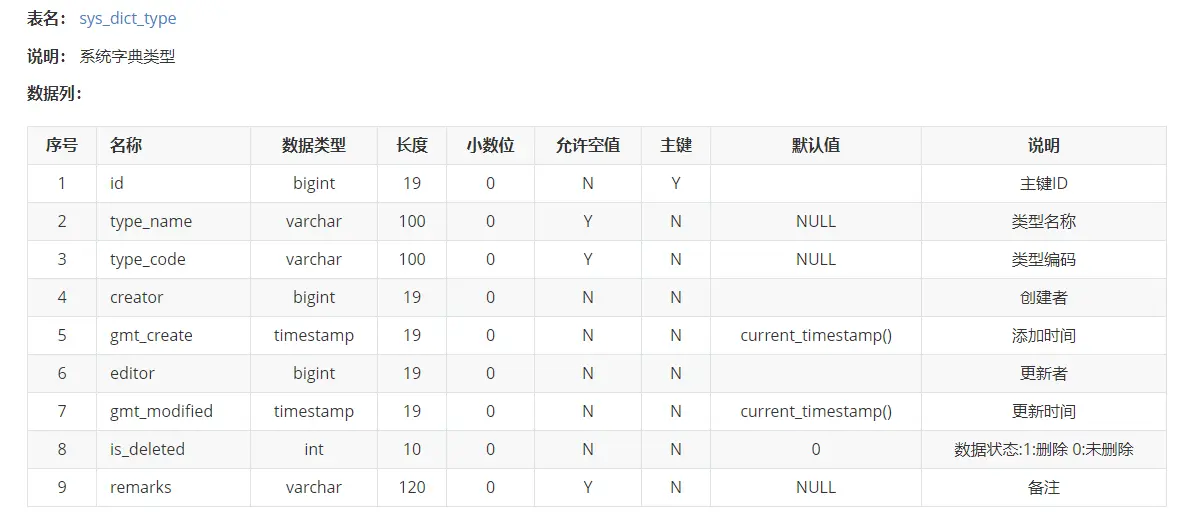 表名： sys_dict_type
说明： 系统字典类型
数据列：
序号 名称 数据类型 长度 小数位 允许空值 主键 默认值 说明
1 id bigint 19 0 N Y 主键ID
2 type_name varchar 100 0 Y N NULL 类型名称
3 type_code varchar 100 0 Y N NULL 类型编码
4 creator bigint 19 0 N N 创建者
5 gmt_create timestamp 19 0 N N current_timestamp() 添加时间
6 editor bigint 19 0 N N 更新者
7 gmt_modified timestamp 19 0 N N current_timestamp() 更新时间
8 is_deleted int 10 0 N N 0 数据状态:1:删除 0:未删除
9 remarks varchar 120 0 Y N NULL 备注